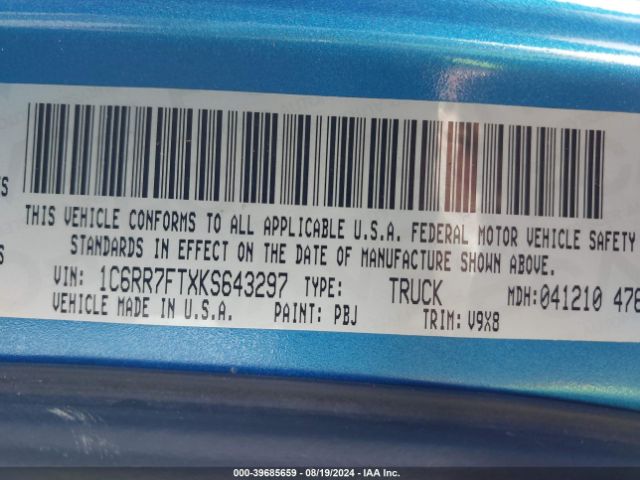 THIS VEHICLE CONFORMS TO ALL APPLICABLE U.S.A. FEDERAL MOTOR VEHICLE SAFETY
STANDARDS IN EFFECT ON THE DATE OF MANUFACTURE SHOWN ABOVE.
VIN: 1C6RR7FTXKS643297 TYPE: TRUCK MDH:041210 476
VEHICLE MADE IN U.S.A. PAINT: PBJ TRIM: V9X8
000-39685659 - 08/19/2024 - IAA Inc.